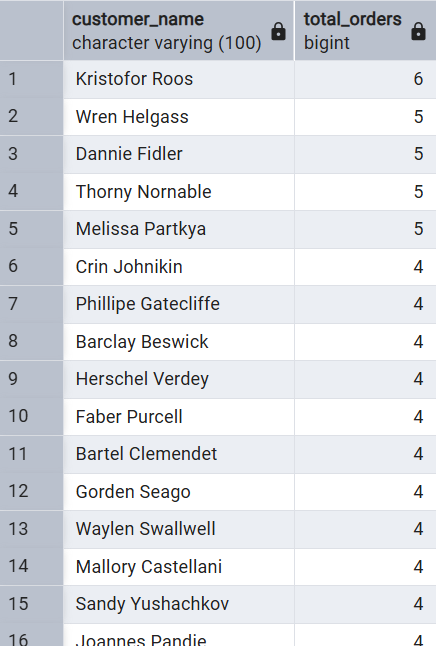 customer_name total_orders
character varying (100) bigint
1 Kristofor Roos 6
2 Wren Helgass 5
3 Dannie Fidler 5
4 Thorny Nornable 5
5 Melissa Partkya 5
6 Crin Johnikin 4
7 Phillipe Gatecliffe 4
8 Barclay Beswick 4
9 Herschel Verdey 4
10 Faber Purcell 4
11 Bartel Clemendet 4
12 Gorden Seago 4
13 Waylen Swallwell 4
14 Mallory Castellani 4
15 Sandy Yushachkov 4
16 Joannes Pandie 4